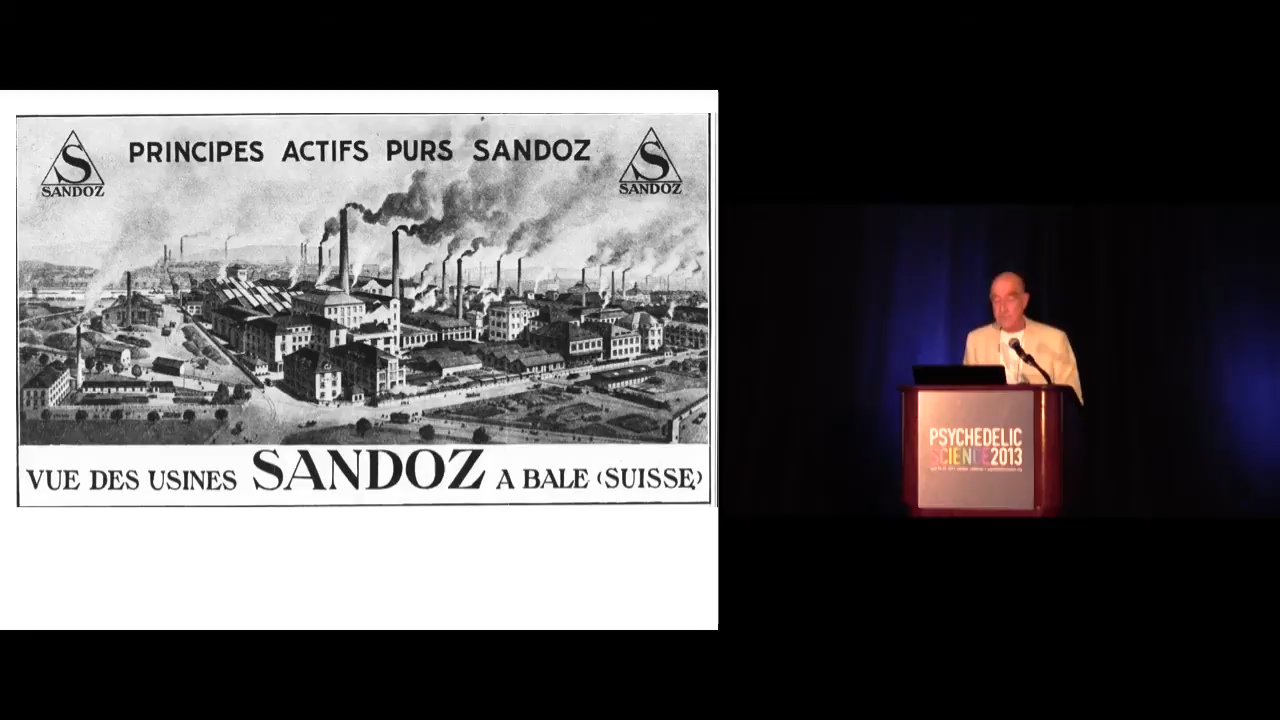 PRINCIPES ACTIFS PURS SANDOZ
S
SANDOZ
S
SANDOZ
VUE DES USINES SANDOZ A BALE (SUISSE)
PSYCHEDELIC
SCIENCE2013